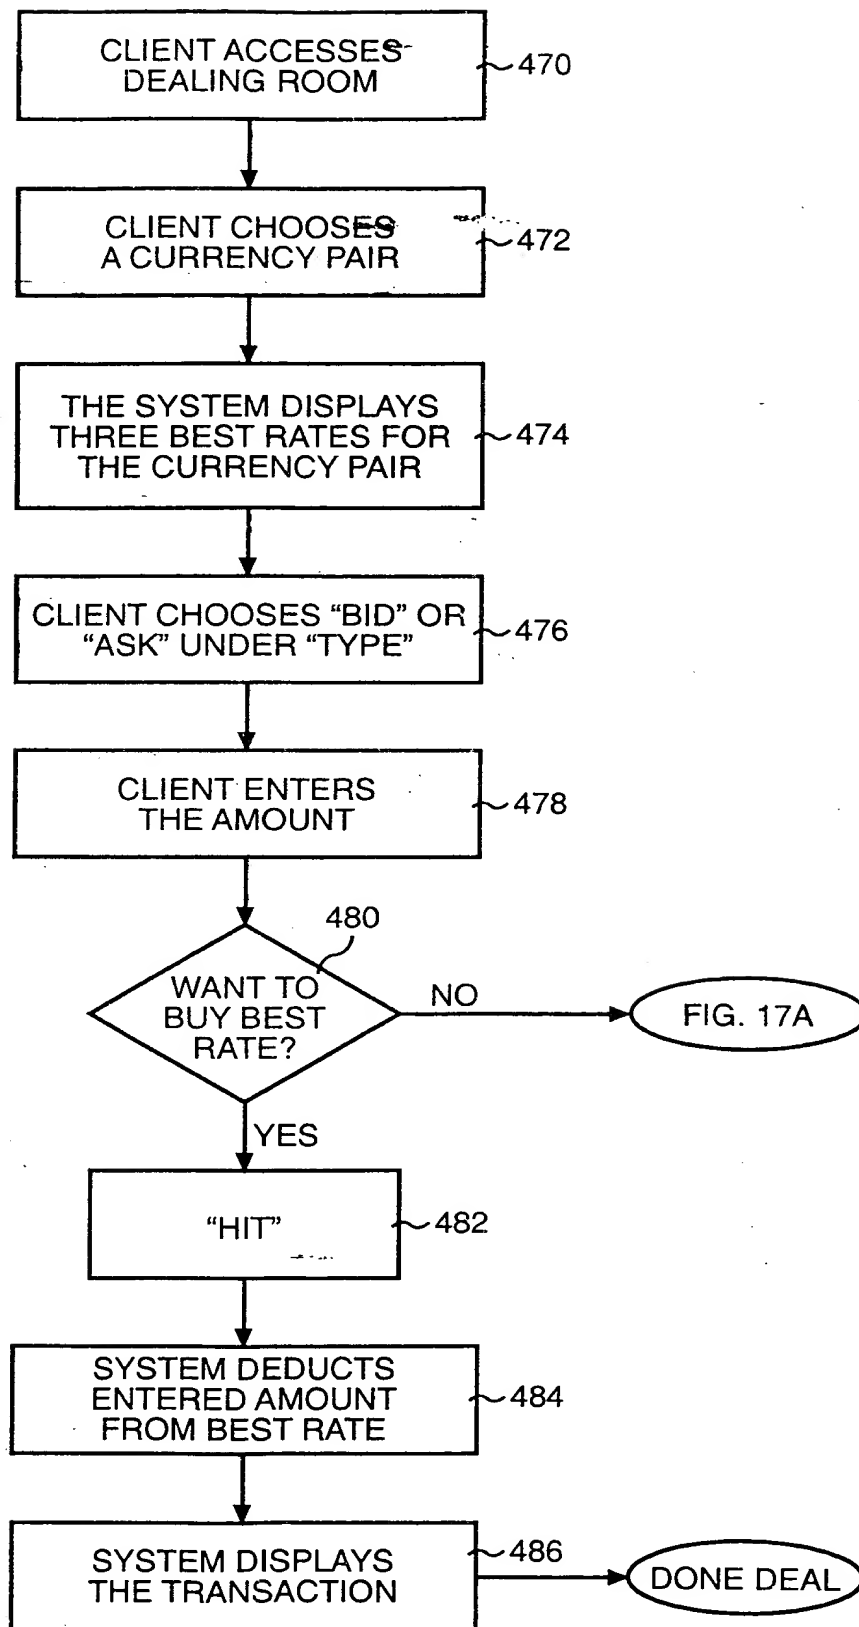 CLIENT ACCESSES
DEALING ROOM
470
CLIENT CHOOSES
A CURRENCY PAIR
472
THE SYSTEM DISPLAYS
THREE BEST RATES FOR
THE CURRENCY PAIR
474
CLIENT CHOOSES “BID” OR
“ASK” UNDER “TYPE”
476
CLIENT ENTERS
THE AMOUNT
478
480
WANT TO
BUY BEST
RATE?
NO
FIG. 17A
YES
“HIT”
482
SYSTEM DEDUCTS
ENTERED AMOUNT
FROM BEST RATE
484
SYSTEM DISPLAYS
THE TRANSACTION
486
DONE DEAL